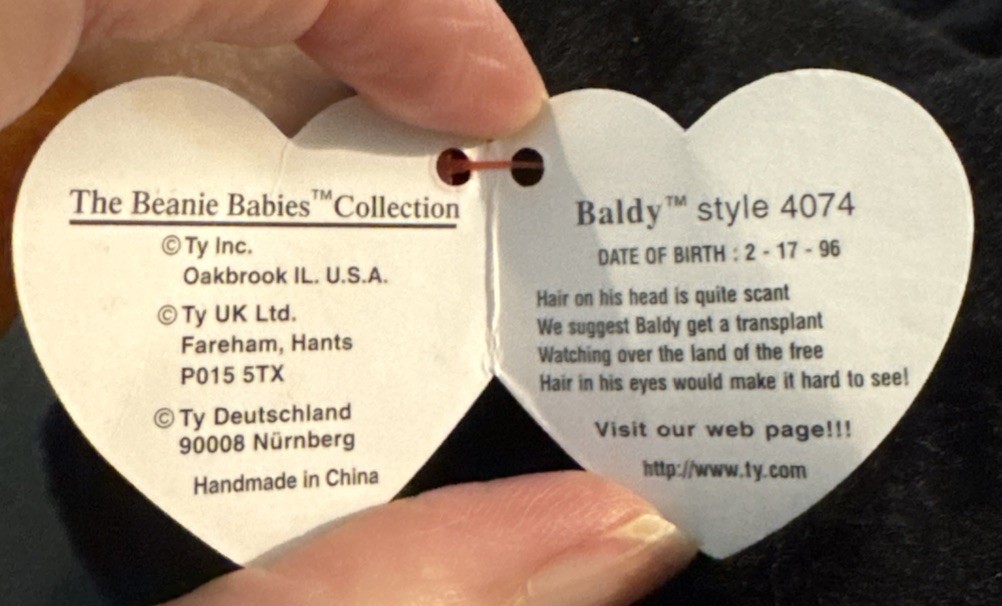 The Beanie Babies™Collection
©Ty Inc.
Oakbrook IL. U.S.A.
©Ty UK Ltd.
Fareham, Hants
P015 5TX
©Ty Deutschland
90008 Nürnberg
Handmade in China
Baldy™ style 4074
DATE OF BIRTH : 2 - 17 - 96
Hair on his head is quite scant
We suggest Baldy get a transplant
Watching over the land of the free
Hair in his eyes would make it hard to see!
Visit our web page!!!
http://www.ty.com